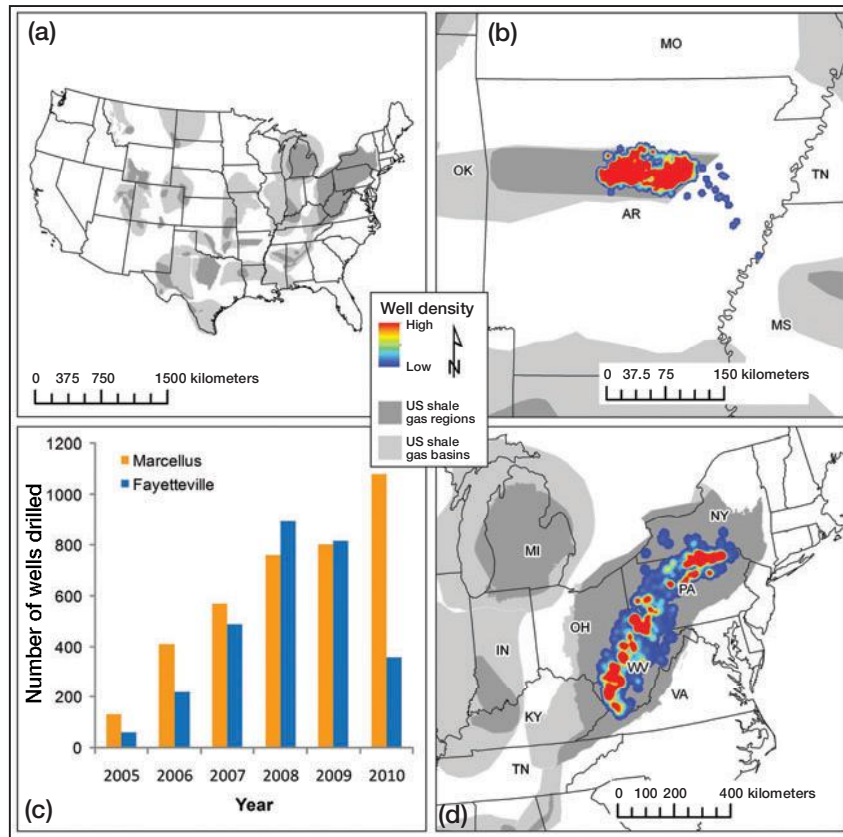 (a)
0 375 750 1500 kilometers
(b)
MO
OK
TN
AR
MS
0 37.5 75 150 kilometers
Well density
High
Low
N
US shale
gas regions
US shale
gas basins
1200
1000
800
600
400
200
0
Marcellus
Fayetteville
Number of wells drilled
2005 2006 2007 2008 2009 2010
Year
(c)
NY
MI
PA
OH
IN
WV
VA
KY
TN
0 100 200 400 kilometers
(d)